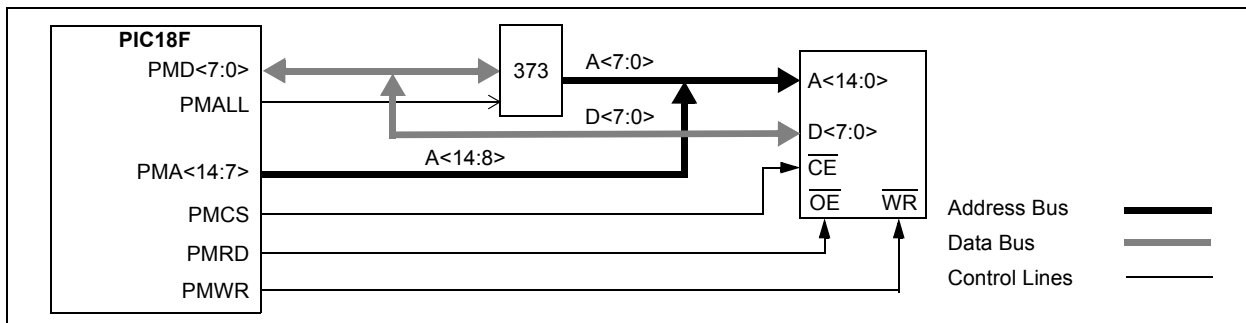 PIC18F
PMD<7:0>
373
A<7:0>
A<14:0>
PMALL
D<7:0>
D<7:0>
A<14:8>
PMA<14:7>
CE
PMCS
OE WR
Address Bus
PMRD
Data Bus
PMWR
Control Lines